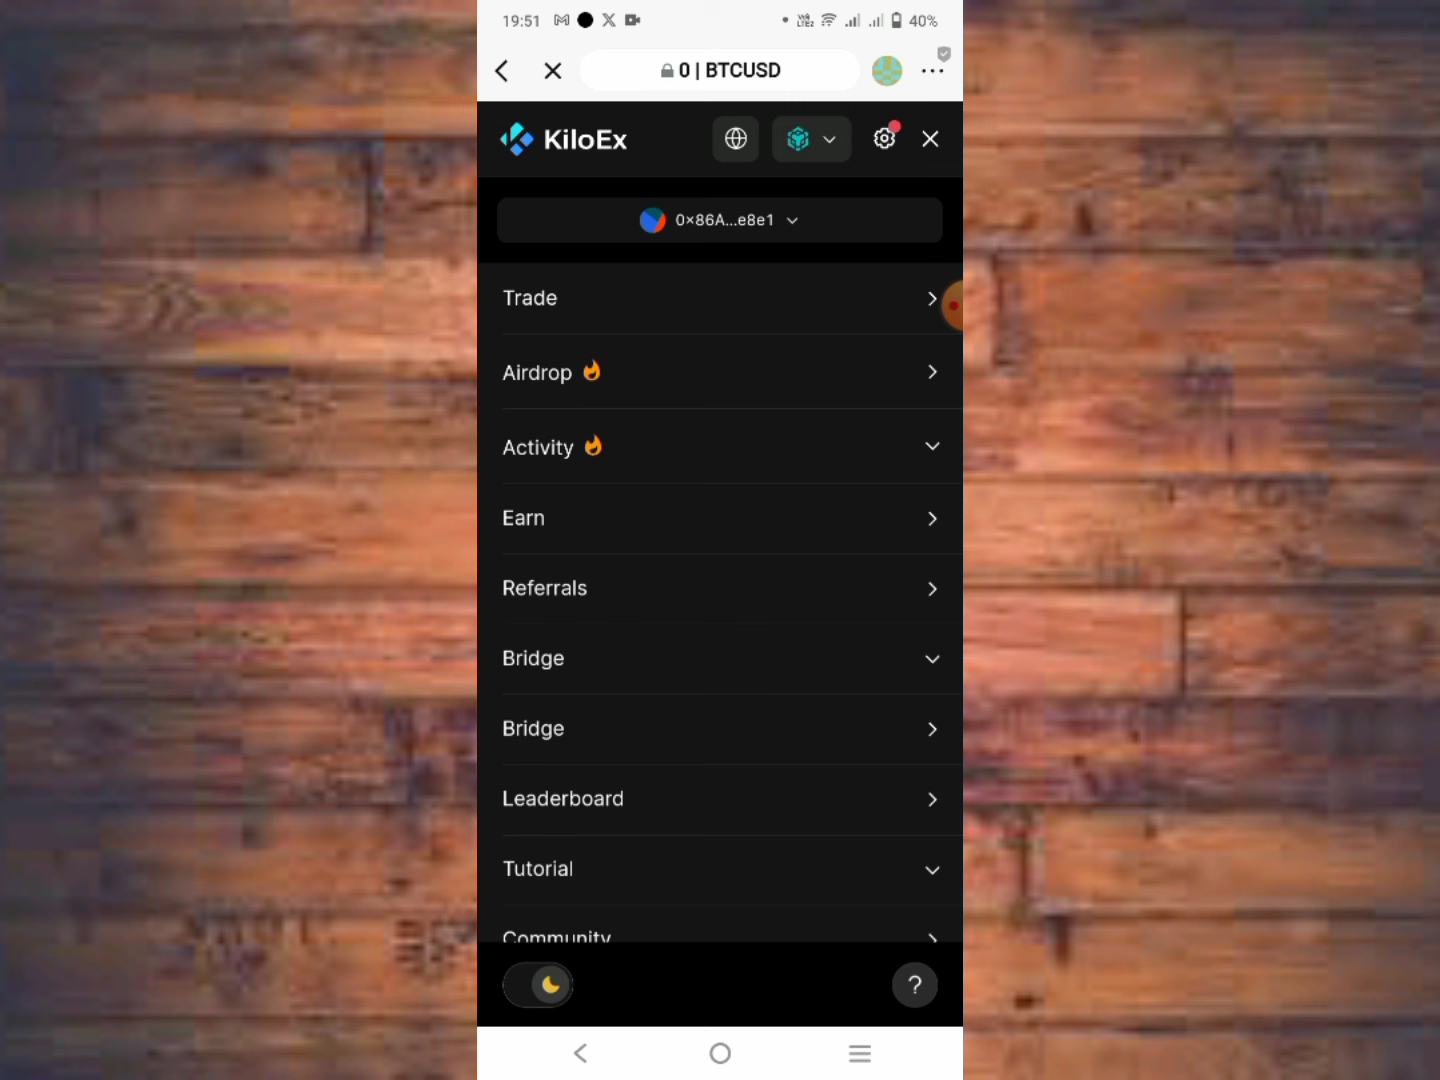 19:51 40%
0 | BTCUSD
KiloEx
0×86A...e8e1
Trade
Airdrop
Activity
Earn
Referrals
Bridge
Bridge
Leaderboard
Tutorial
Community
?